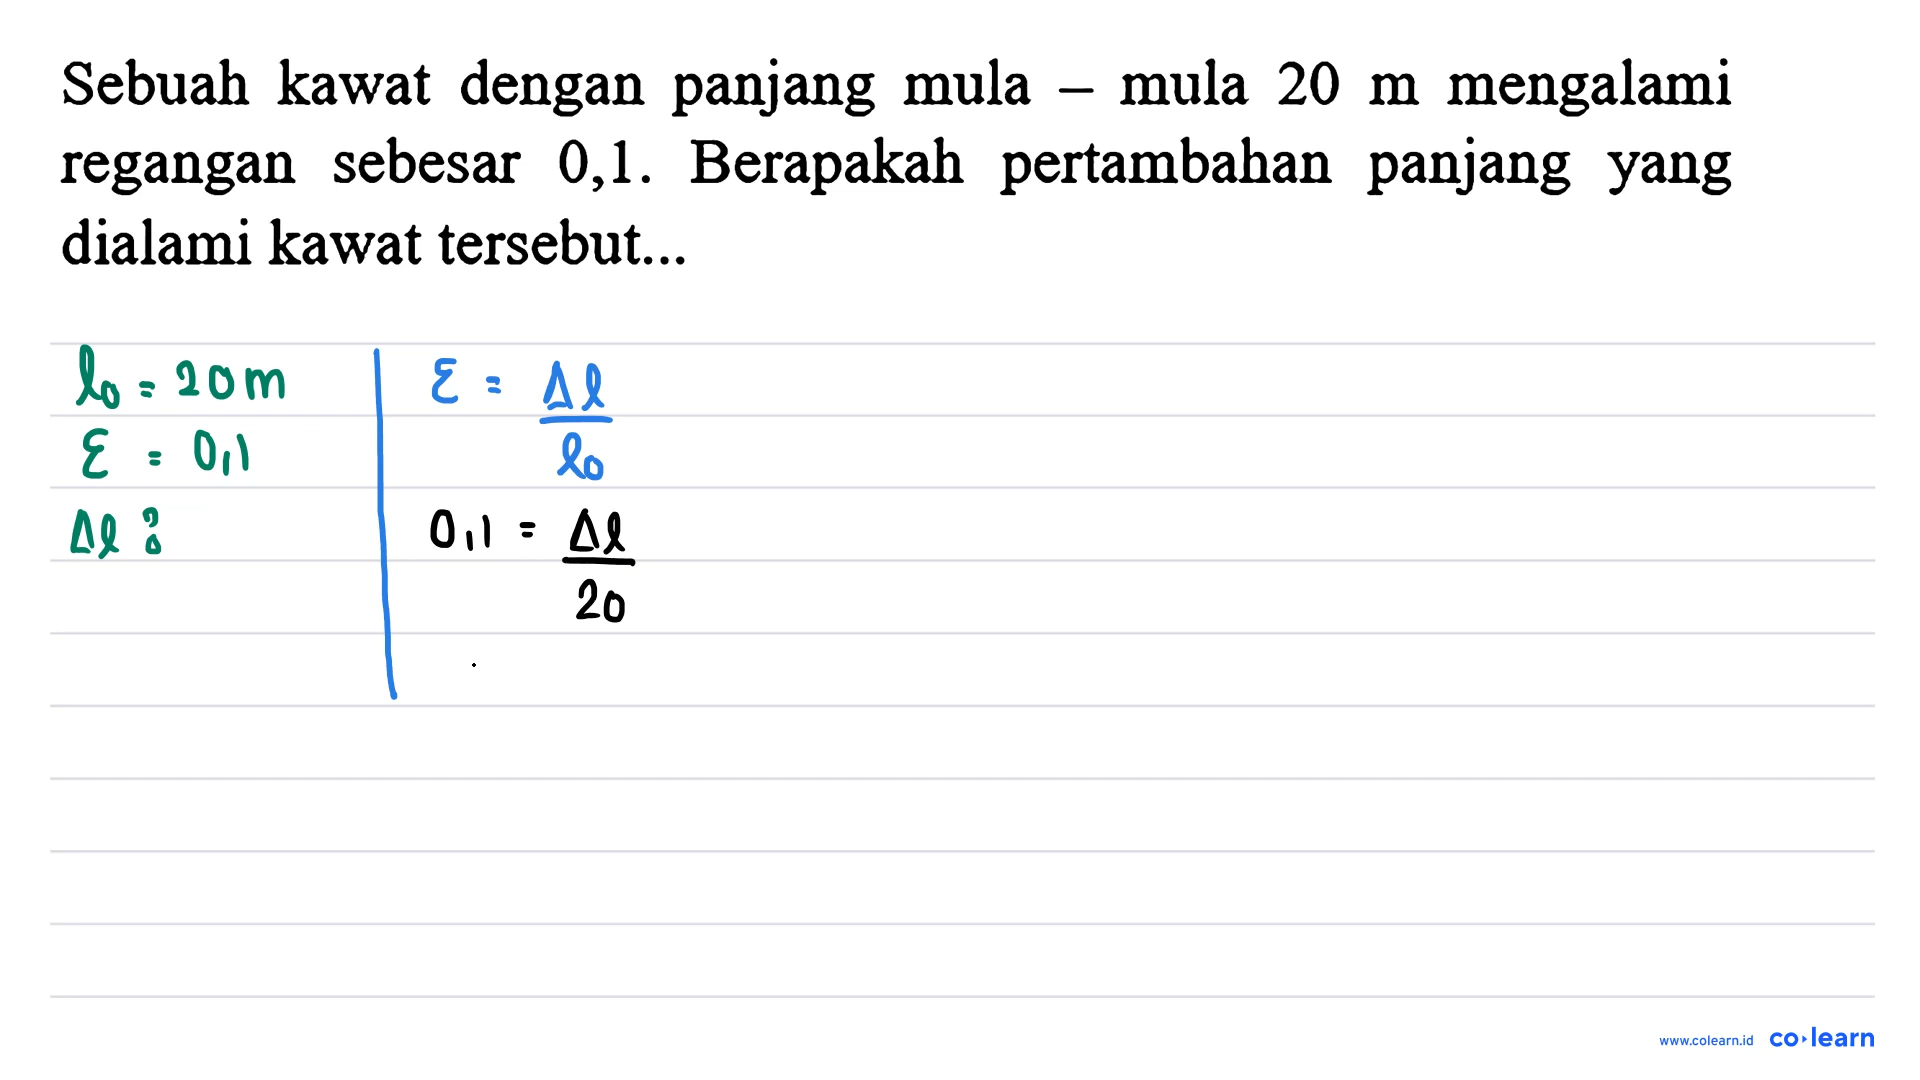 Sebuah kawat dengan panjang mula – mula 20 m mengalami
regangan sebesar 0,1. Berapakah pertambahan panjang yang
dialami kawat tersebut...
l₀ = 20 m
ε = 0,1
Δl ?
ε = Δl / l₀
0,1 = Δl / 20
www.colearn.id co▸learn